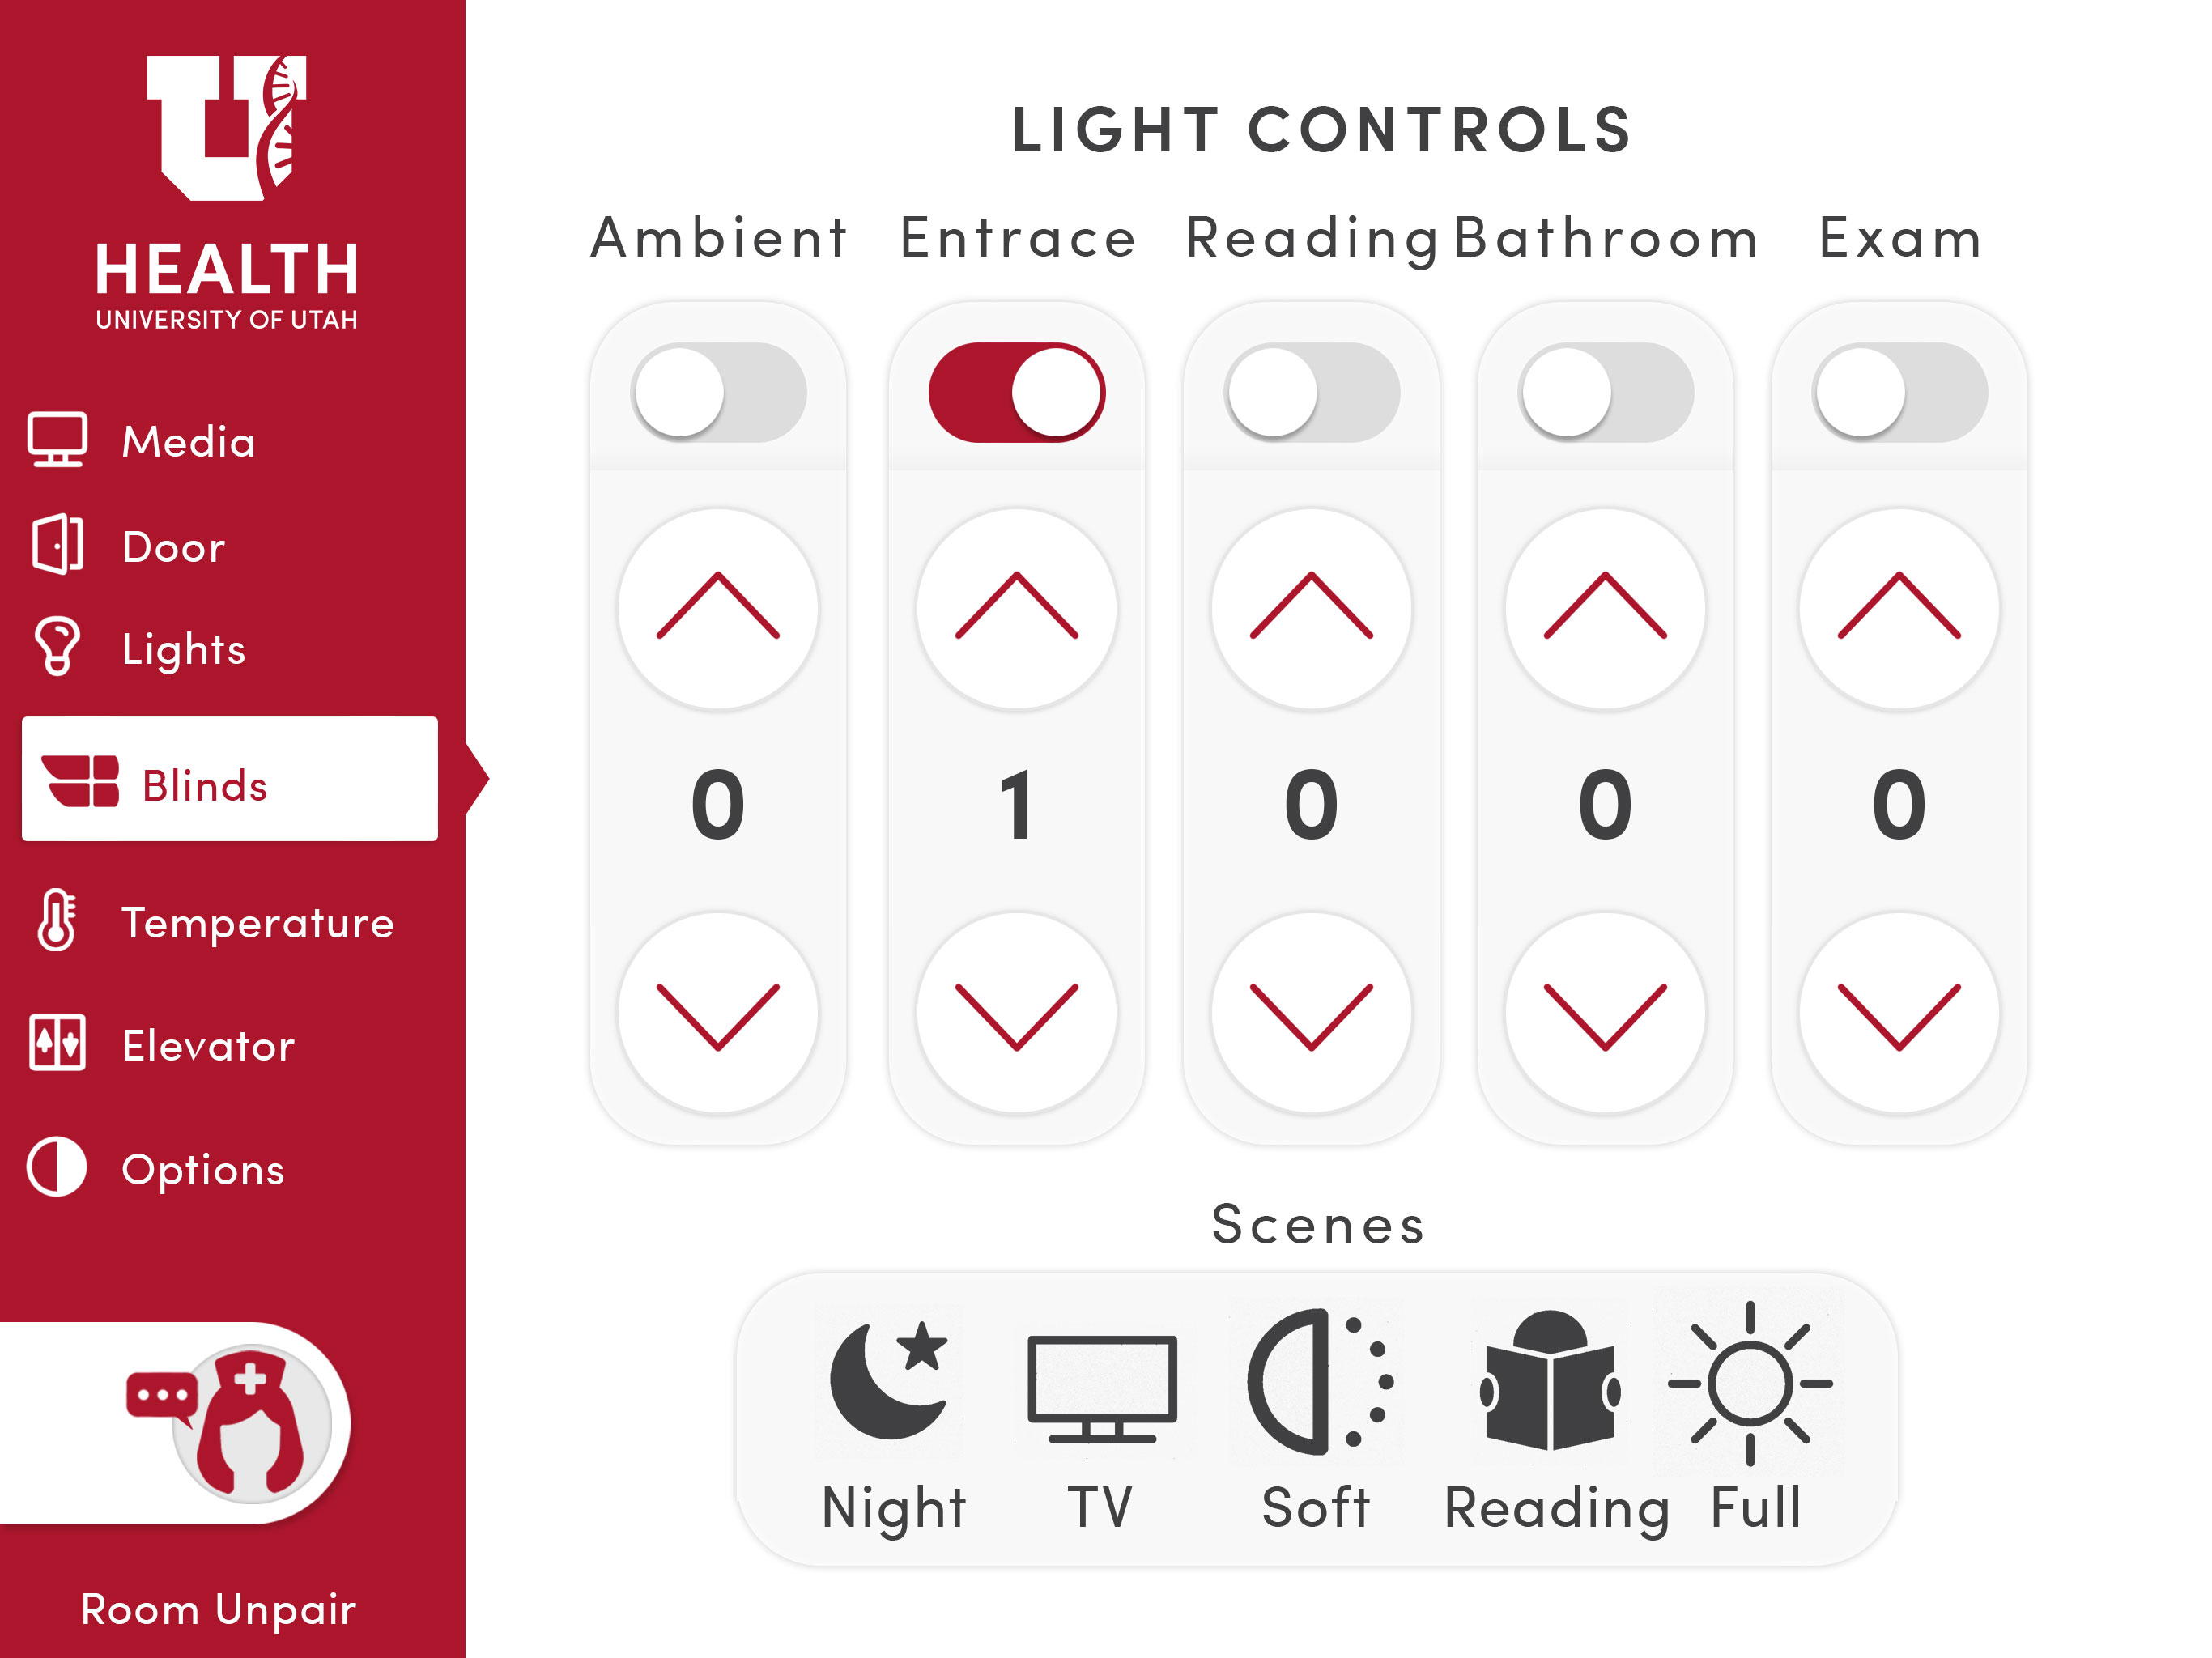 HEALTH
UNIVERSITY OF UTAH
Media
Door
Lights
Blinds
Temperature
Elevator
Options
Room Unpair
LIGHT CONTROLS
Ambient Entrace Reading Bathroom Exam
0 1 0 0 0
Scenes
Night TV Soft Reading Full